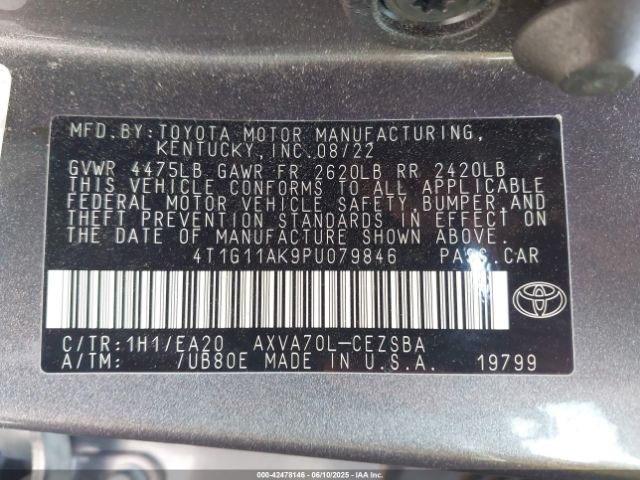 MFD. BY: TOYOTA MOTOR MANUFACTURING,
KENTUCKY, INC. 08/22
GVWR 4475LB GAWR FR 2620LB RR 2420LB
THIS VEHICLE CONFORMS TO ALL APPLICABLE
FEDERAL MOTOR VEHICLE SAFETY, BUMPER, AND
THEFT PREVENTION STANDARDS IN EFFECT ON
THE DATE OF MANUFACTURE SHOWN ABOVE.
4T1G11AK9PU079846 PASS. CAR
C/TR: 1H1/EA20 AXVA70L-CEZSBA
A/TM: /UB80E MADE IN U.S.A. 19799
000-42478146 - 06/10/2025 - IAA Inc.